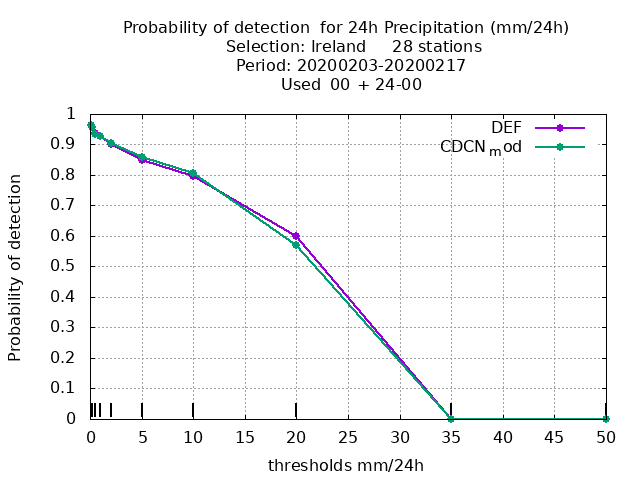 Probability of detection  for 24h Precipitation (mm/24h)
Selection: Ireland     28 stations
Period: 20200203-20200217
Used  00 + 24-00
DEF
CDCNmod
Probability of detection
1
0.9
0.8
0.7
0.6
0.5
0.4
0.3
0.2
0.1
0
0 5 10 15 20 25 30 35 40 45 50
thresholds mm/24h